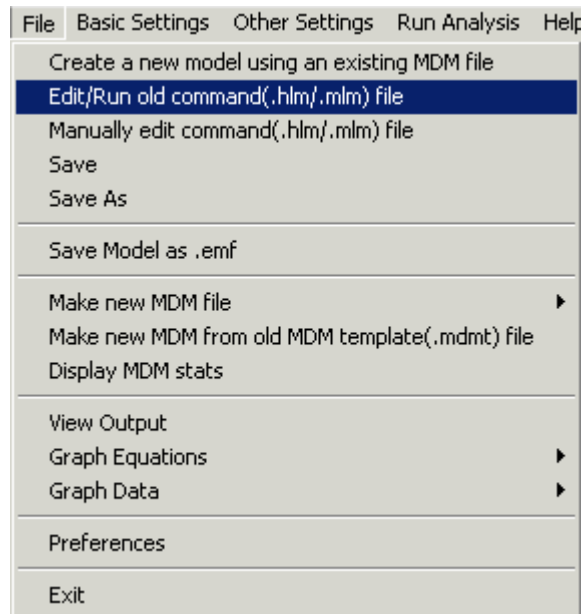 File Basic Settings Other Settings Run Analysis Help
Create a new model using an existing MDM file
Edit/Run old command(.hlm/.mlm) file
Manually edit command(.hlm/.mlm) file
Save
Save As
Save Model as .emf
Make new MDM file
Make new MDM from old MDM template(.mdmt) file
Display MDM stats
View Output
Graph Equations
Graph Data
Preferences
Exit